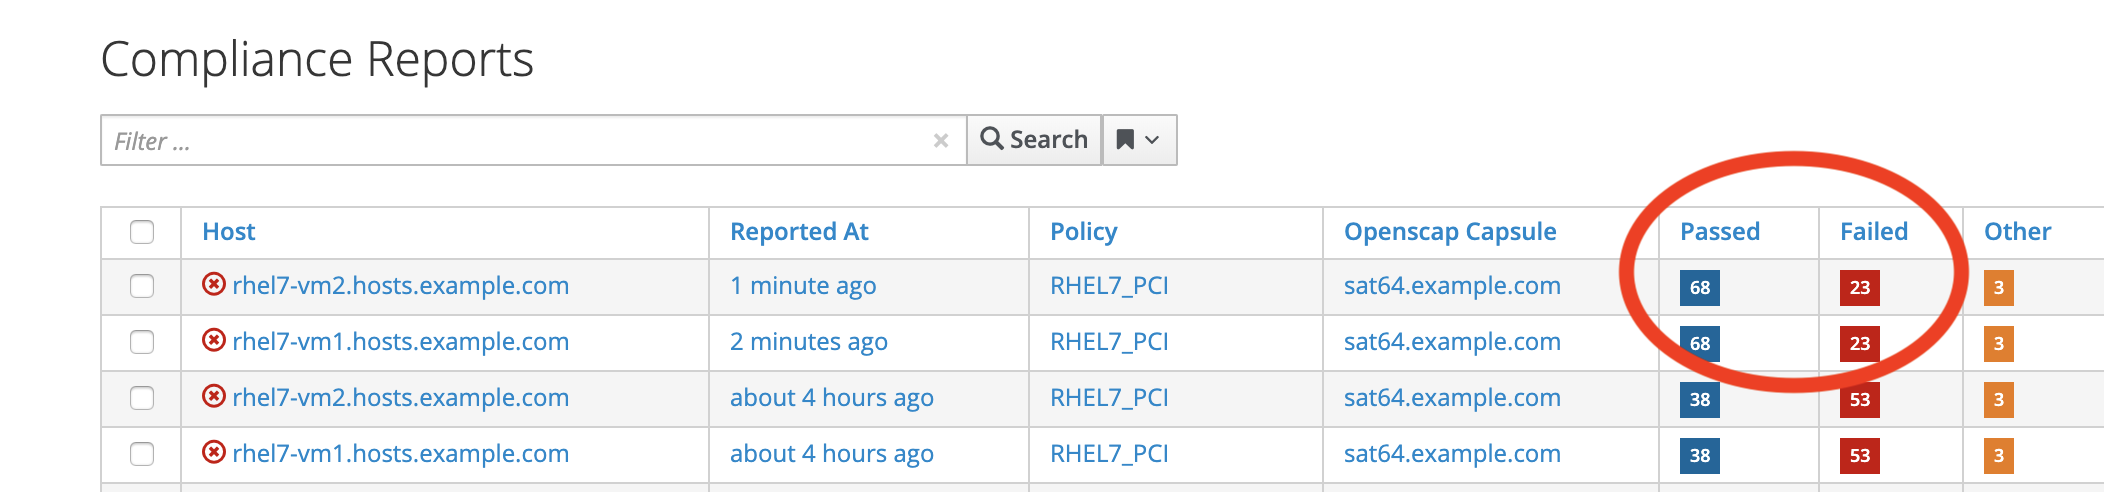 Compliance Reports
Filter ... × Search
Host Reported At Policy Openscap Capsule Passed Failed Other
rhel7-vm2.hosts.example.com 1 minute ago RHEL7_PCI sat64.example.com 68 23 3
rhel7-vm1.hosts.example.com 2 minutes ago RHEL7_PCI sat64.example.com 68 23 3
rhel7-vm2.hosts.example.com about 4 hours ago RHEL7_PCI sat64.example.com 38 53 3
rhel7-vm1.hosts.example.com about 4 hours ago RHEL7_PCI sat64.example.com 38 53 3